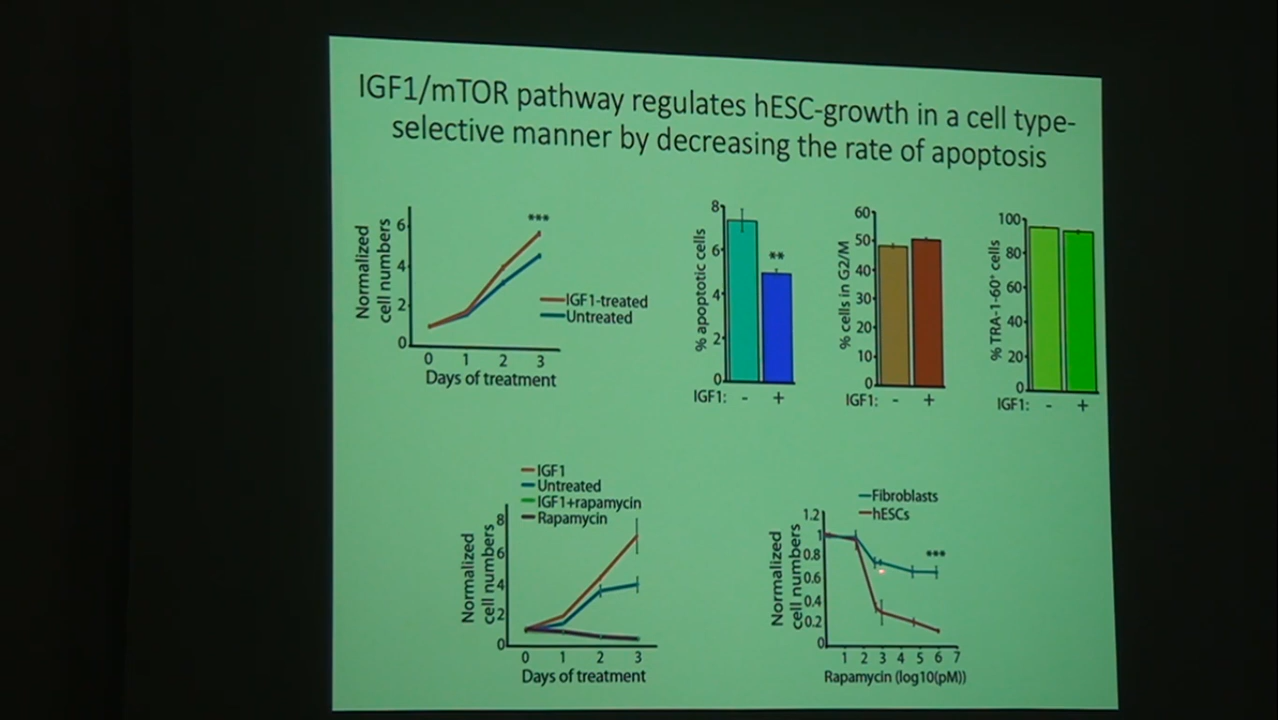 IGF1/mTOR pathway regulates hESC-growth in a cell type-
selective manner by decreasing the rate of apoptosis
Normalized
cell numbers
6
4
2
0
***
IGF1-treated
Untreated
0 1 2 3
Days of treatment
% apoptotic cells
8
6
4
2
0
**
IGF1: - +
% cells in G2/M
60
50
40
30
20
10
0
IGF1: - +
% TRA-1-60+ cells
100
80
60
40
20
0
IGF1: - +
IGF1
Untreated
IGF1+rapamycin
Rapamycin
Normalized
cell numbers
8
6
4
2
0
0 1 2 3
Days of treatment
Fibroblasts
hESCs
Normalized
cell numbers
1.2
1
0.8
0.6
0.4
0.2
0
***
1 2 3 4 5 6 7
Rapamycin (log10(pM))